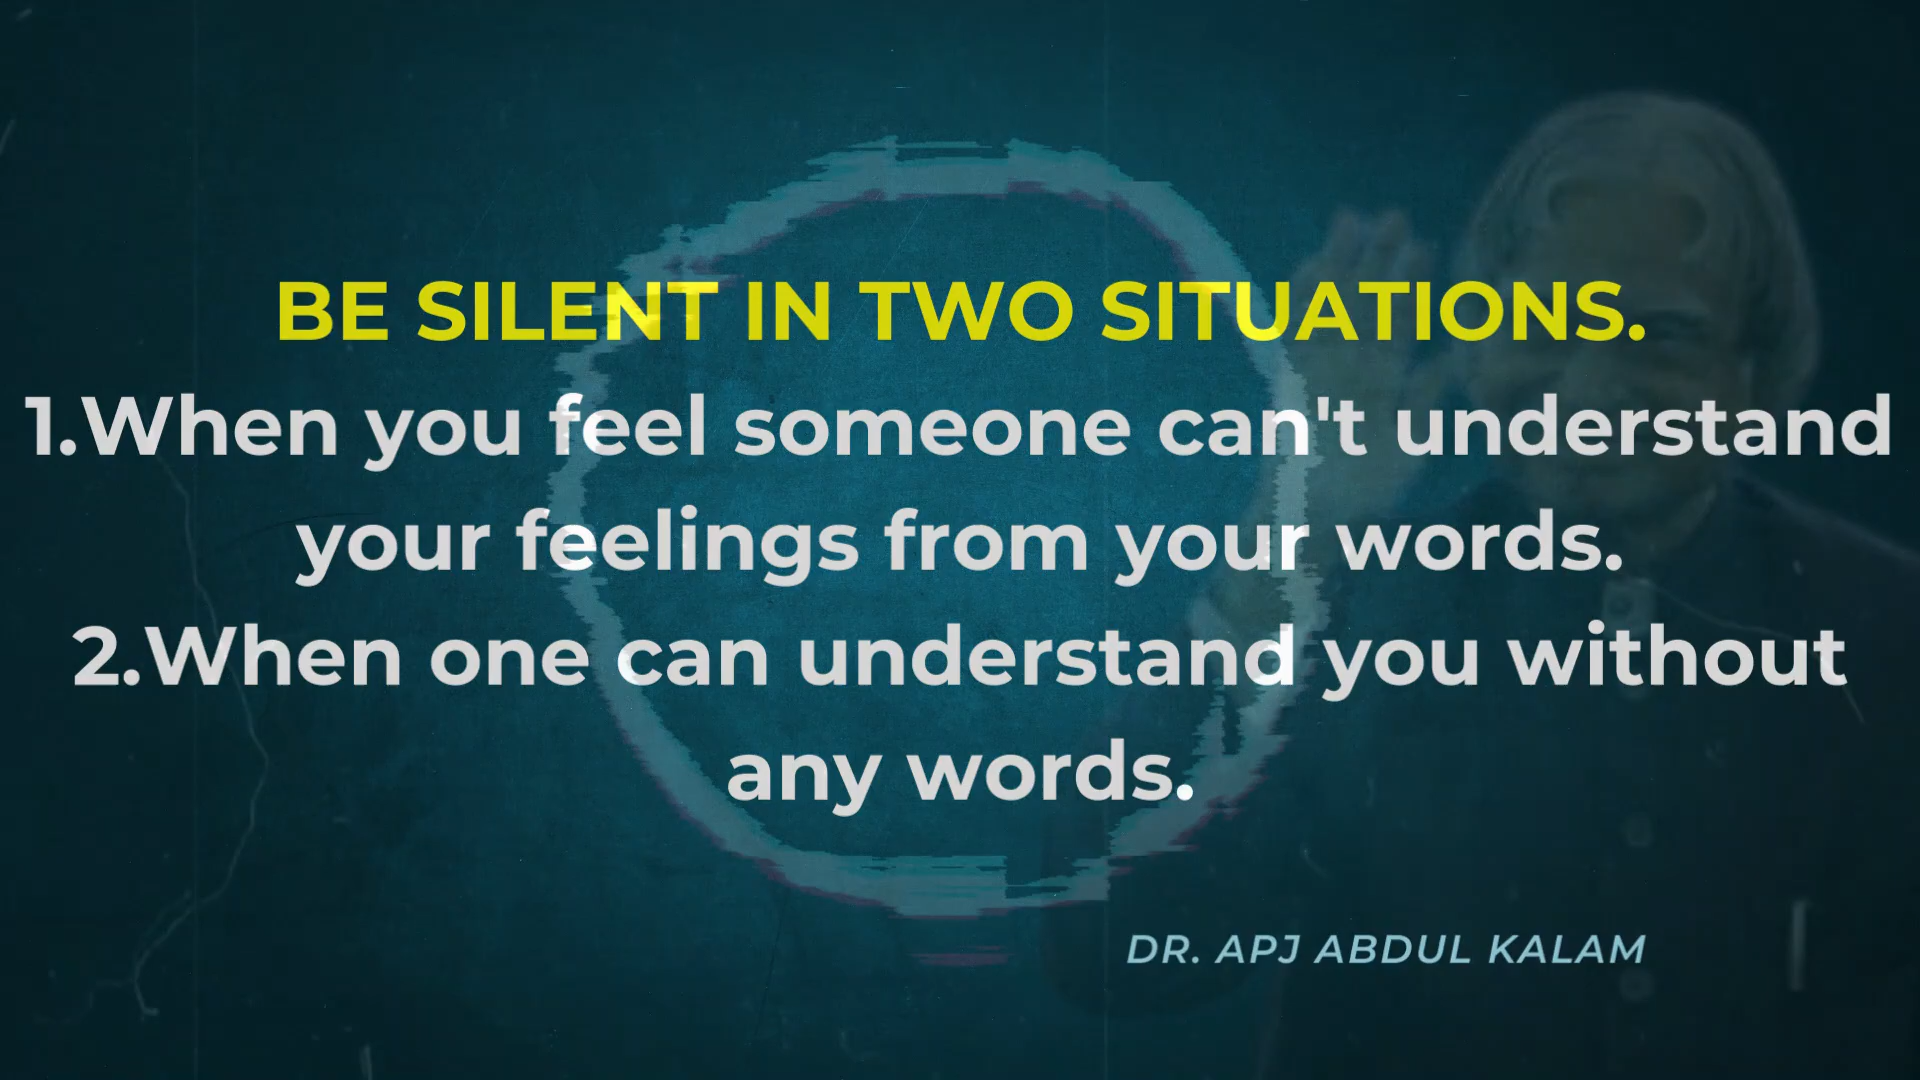 BE SILENT IN TWO SITUATIONS.
1.When you feel someone can't understand
your feelings from your words.
2.When one can understand you without
any words.
DR. APJ ABDUL KALAM